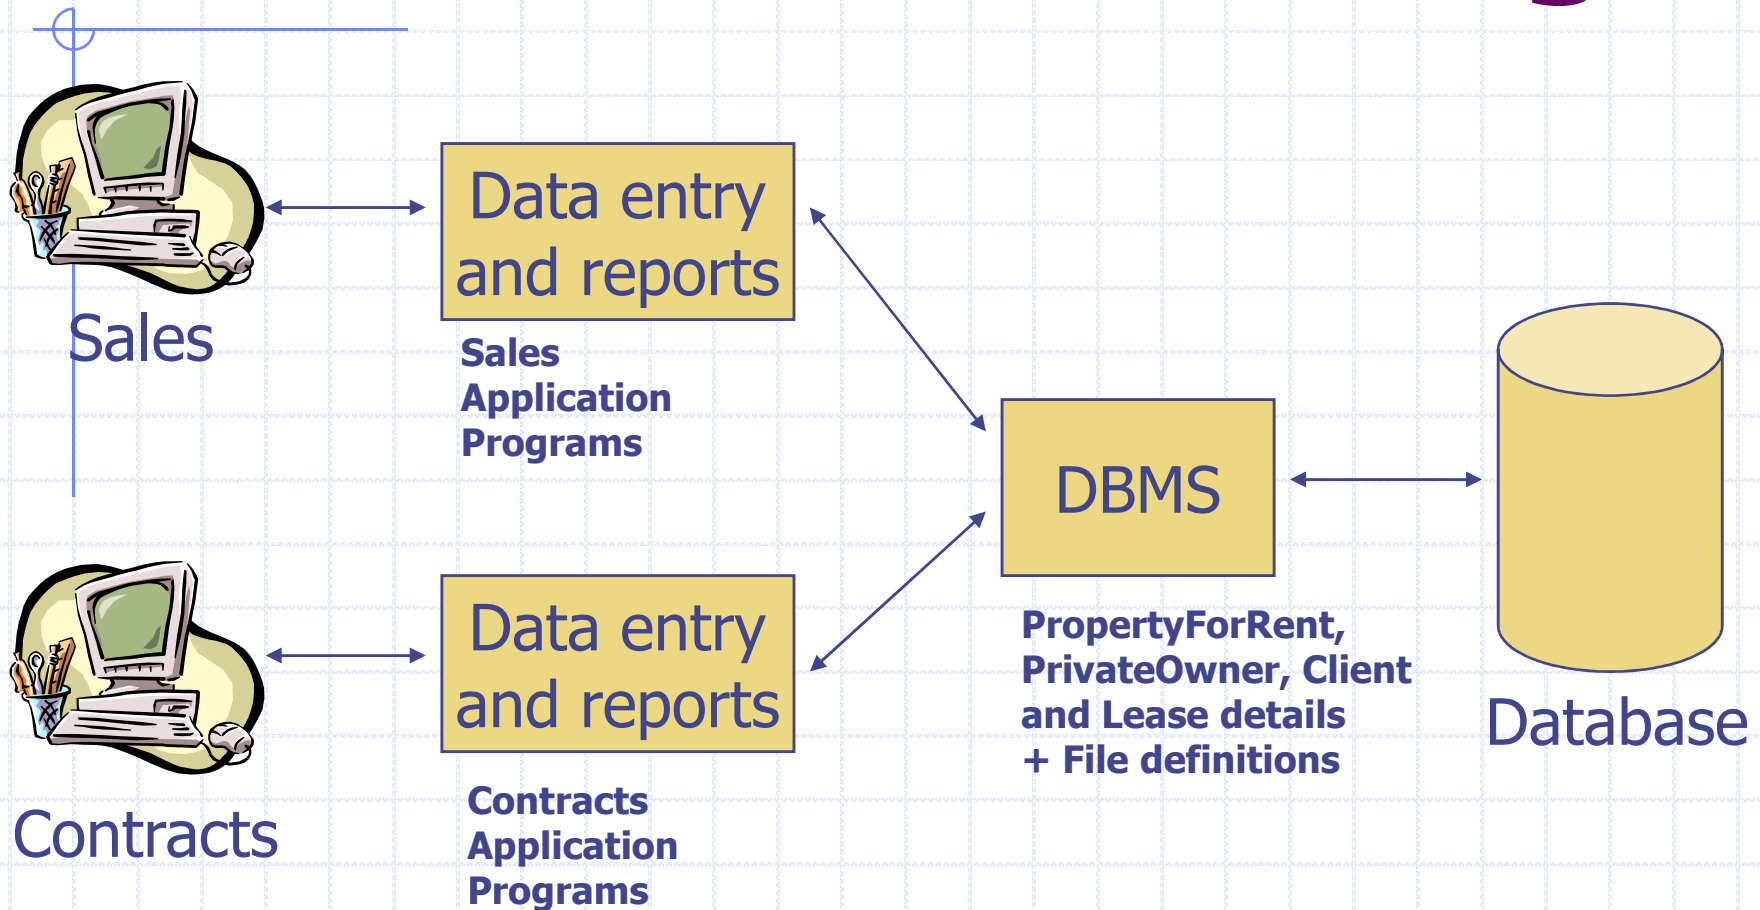 Data entry
and reports
Sales
Sales
Application
Programs
DBMS
Data entry
and reports
PropertyForRent,
PrivateOwner, Client
and Lease details
+ File definitions
Database
Contracts
Contracts
Application
Programs